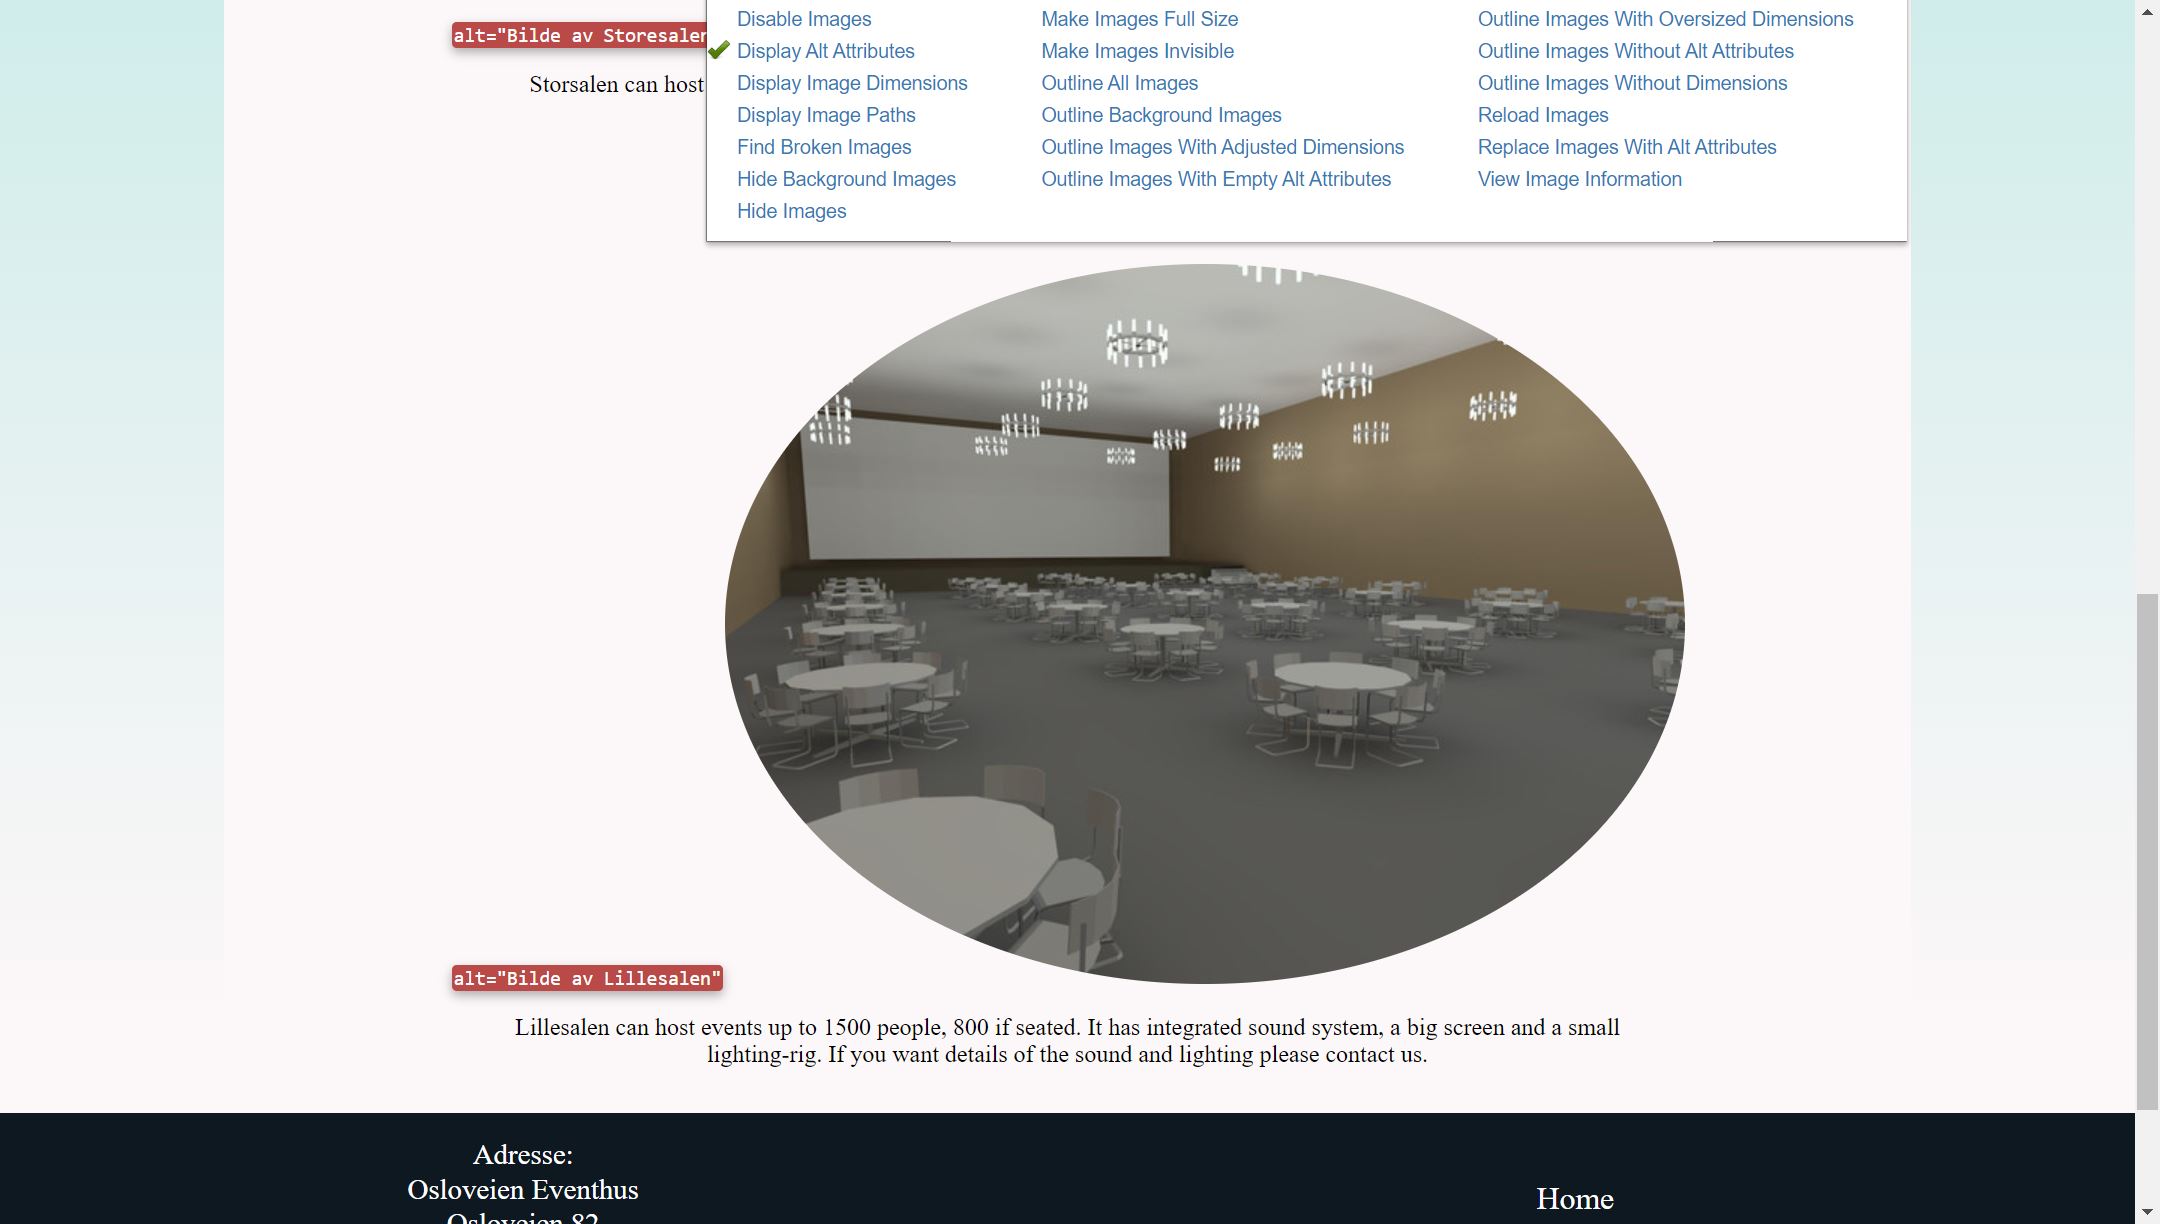 Disable Images
Display Alt Attributes
Display Image Dimensions
Display Image Paths
Find Broken Images
Hide Background Images
Hide Images
Make Images Full Size
Make Images Invisible
Outline All Images
Outline Background Images
Outline Images With Adjusted Dimensions
Outline Images With Empty Alt Attributes
Outline Images With Oversized Dimensions
Outline Images Without Alt Attributes
Outline Images Without Dimensions
Reload Images
Replace Images With Alt Attributes
View Image Information
alt="Bilde av Storesalen
Storsalen can host
alt="Bilde av Lillesalen"
Lillesalen can host events up to 1500 people, 800 if seated. It has integrated sound system, a big screen and a small
lighting-rig. If you want details of the sound and lighting please contact us.
Adresse:
Osloveien Eventhus
Osloveien 82
Home